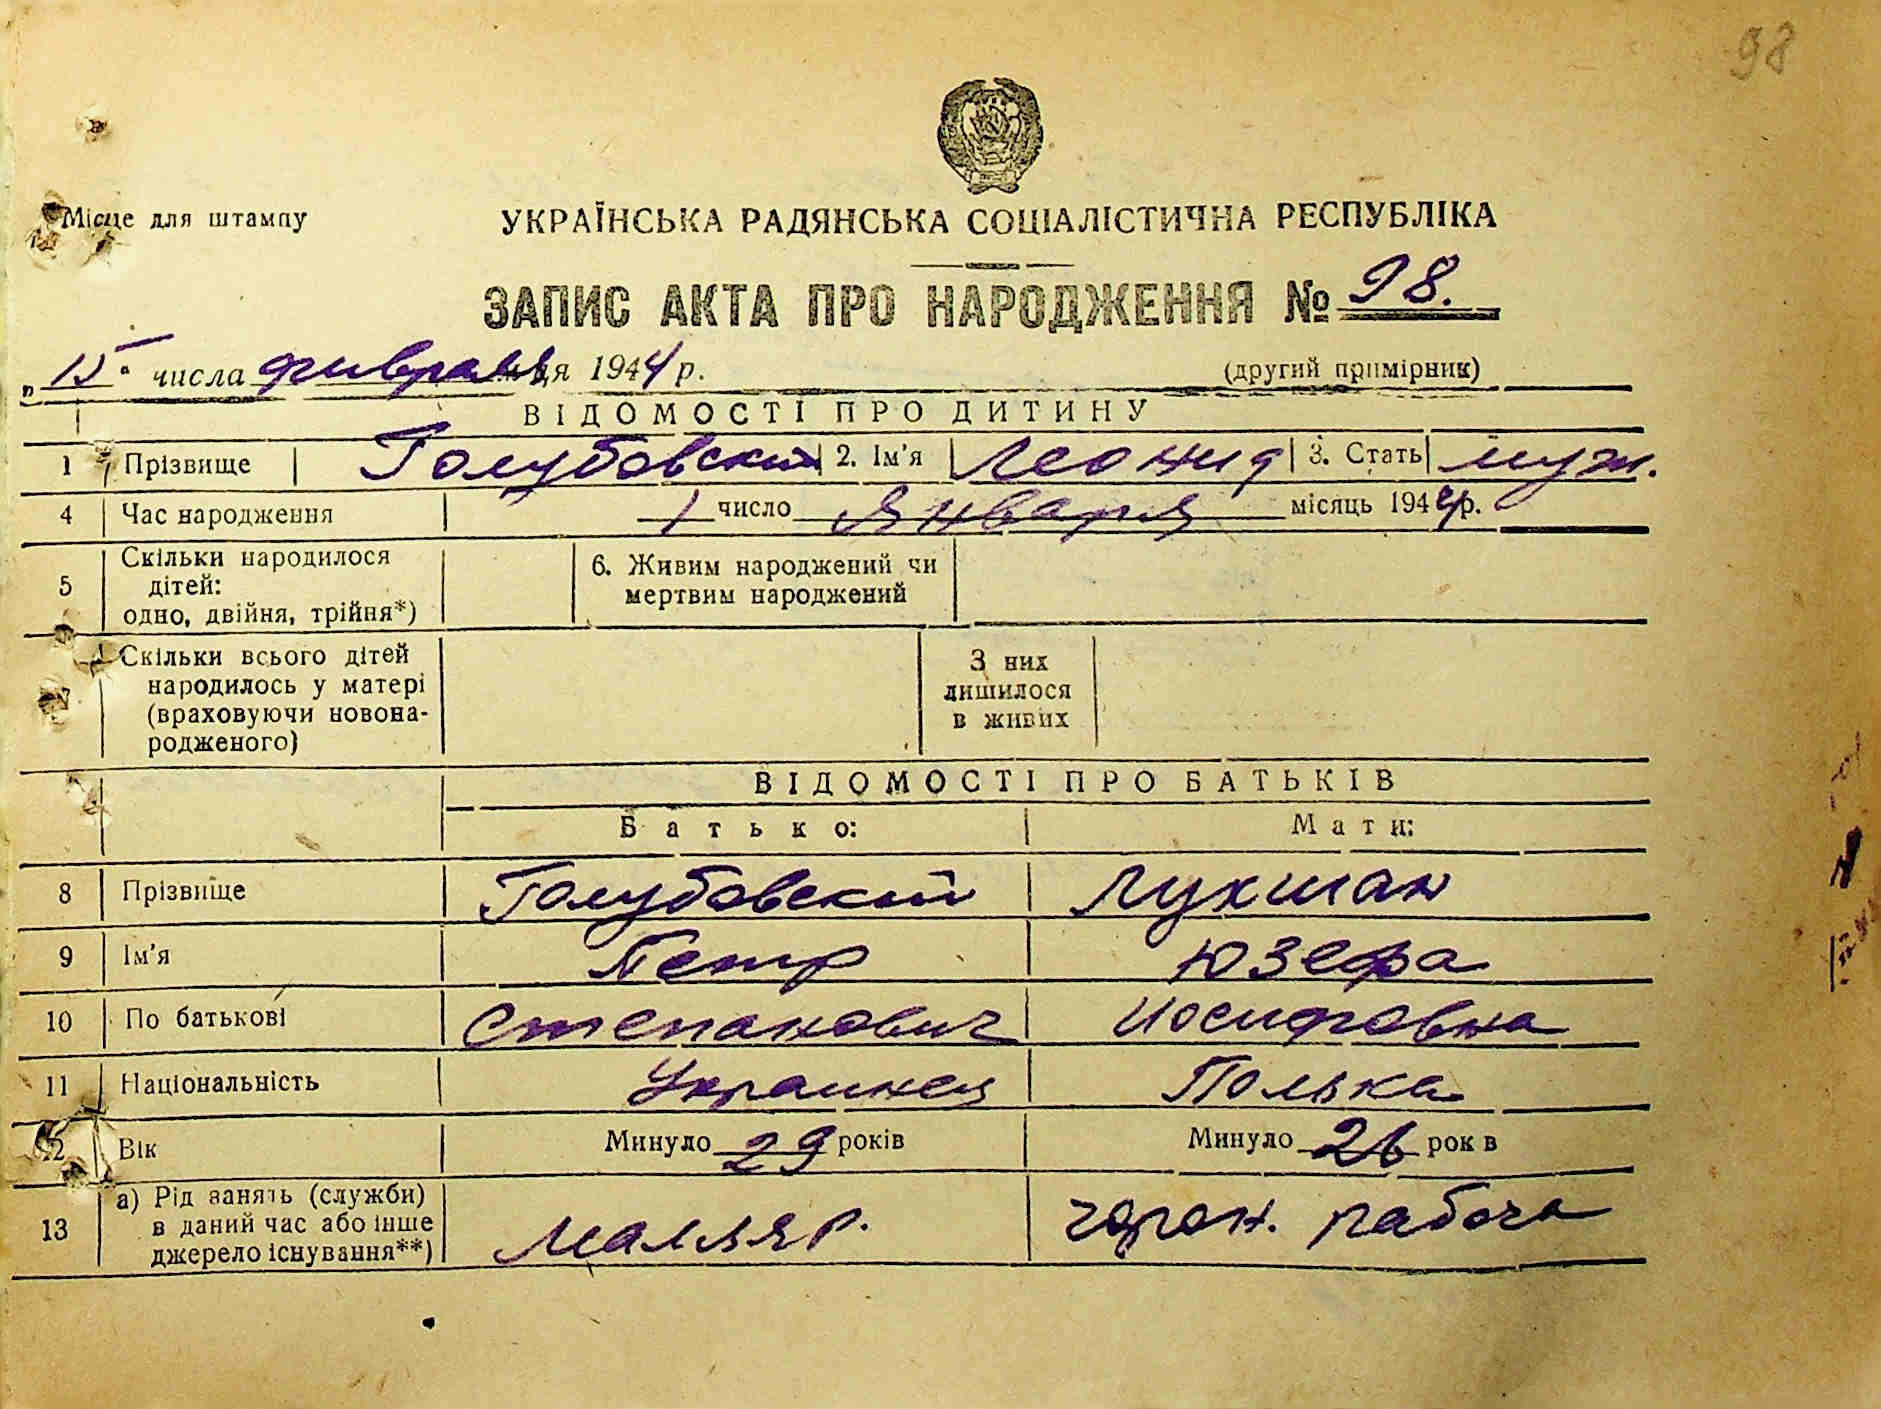 98
Місце для штампу
УКРАЇНСЬКА РАДЯНСЬКА СОЦІАЛІСТИЧНА РЕСПУБЛІКА
ЗАПИС АКТА ПРО НАРОДЖЕННЯ № 98.
„15“ числа февраля ця 1944 р. (другий примірник)
ВІДОМОСТІ ПРО ДИТИНУ
1 Прізвище Голубовский 2. Ім’я Леонид 3. Стать муж.
4 Час народження 1 число Января місяць 1944 р.
5 Скільки народилося дітей: одно, двійня, трійня*) 6. Живим народжений чи мертвим народжений
7 Скільки всього дітей народилось у матері (враховуючи новонародженого) З них лишилося в живих
ВІДОМОСТІ ПРО БАТЬКІВ
Батько: Мати:
8 Прізвище Голубовский Лукшан
9 Ім’я Петр Юзефа
10 По батькові Степанович Иосифовна
11 Національність Украинец Полька
12 Вік Минуло 29 років Минуло 26 рок в
13 а) Рід занять (служби) в даний час або інше джерело існування**) Маляр. рабоча